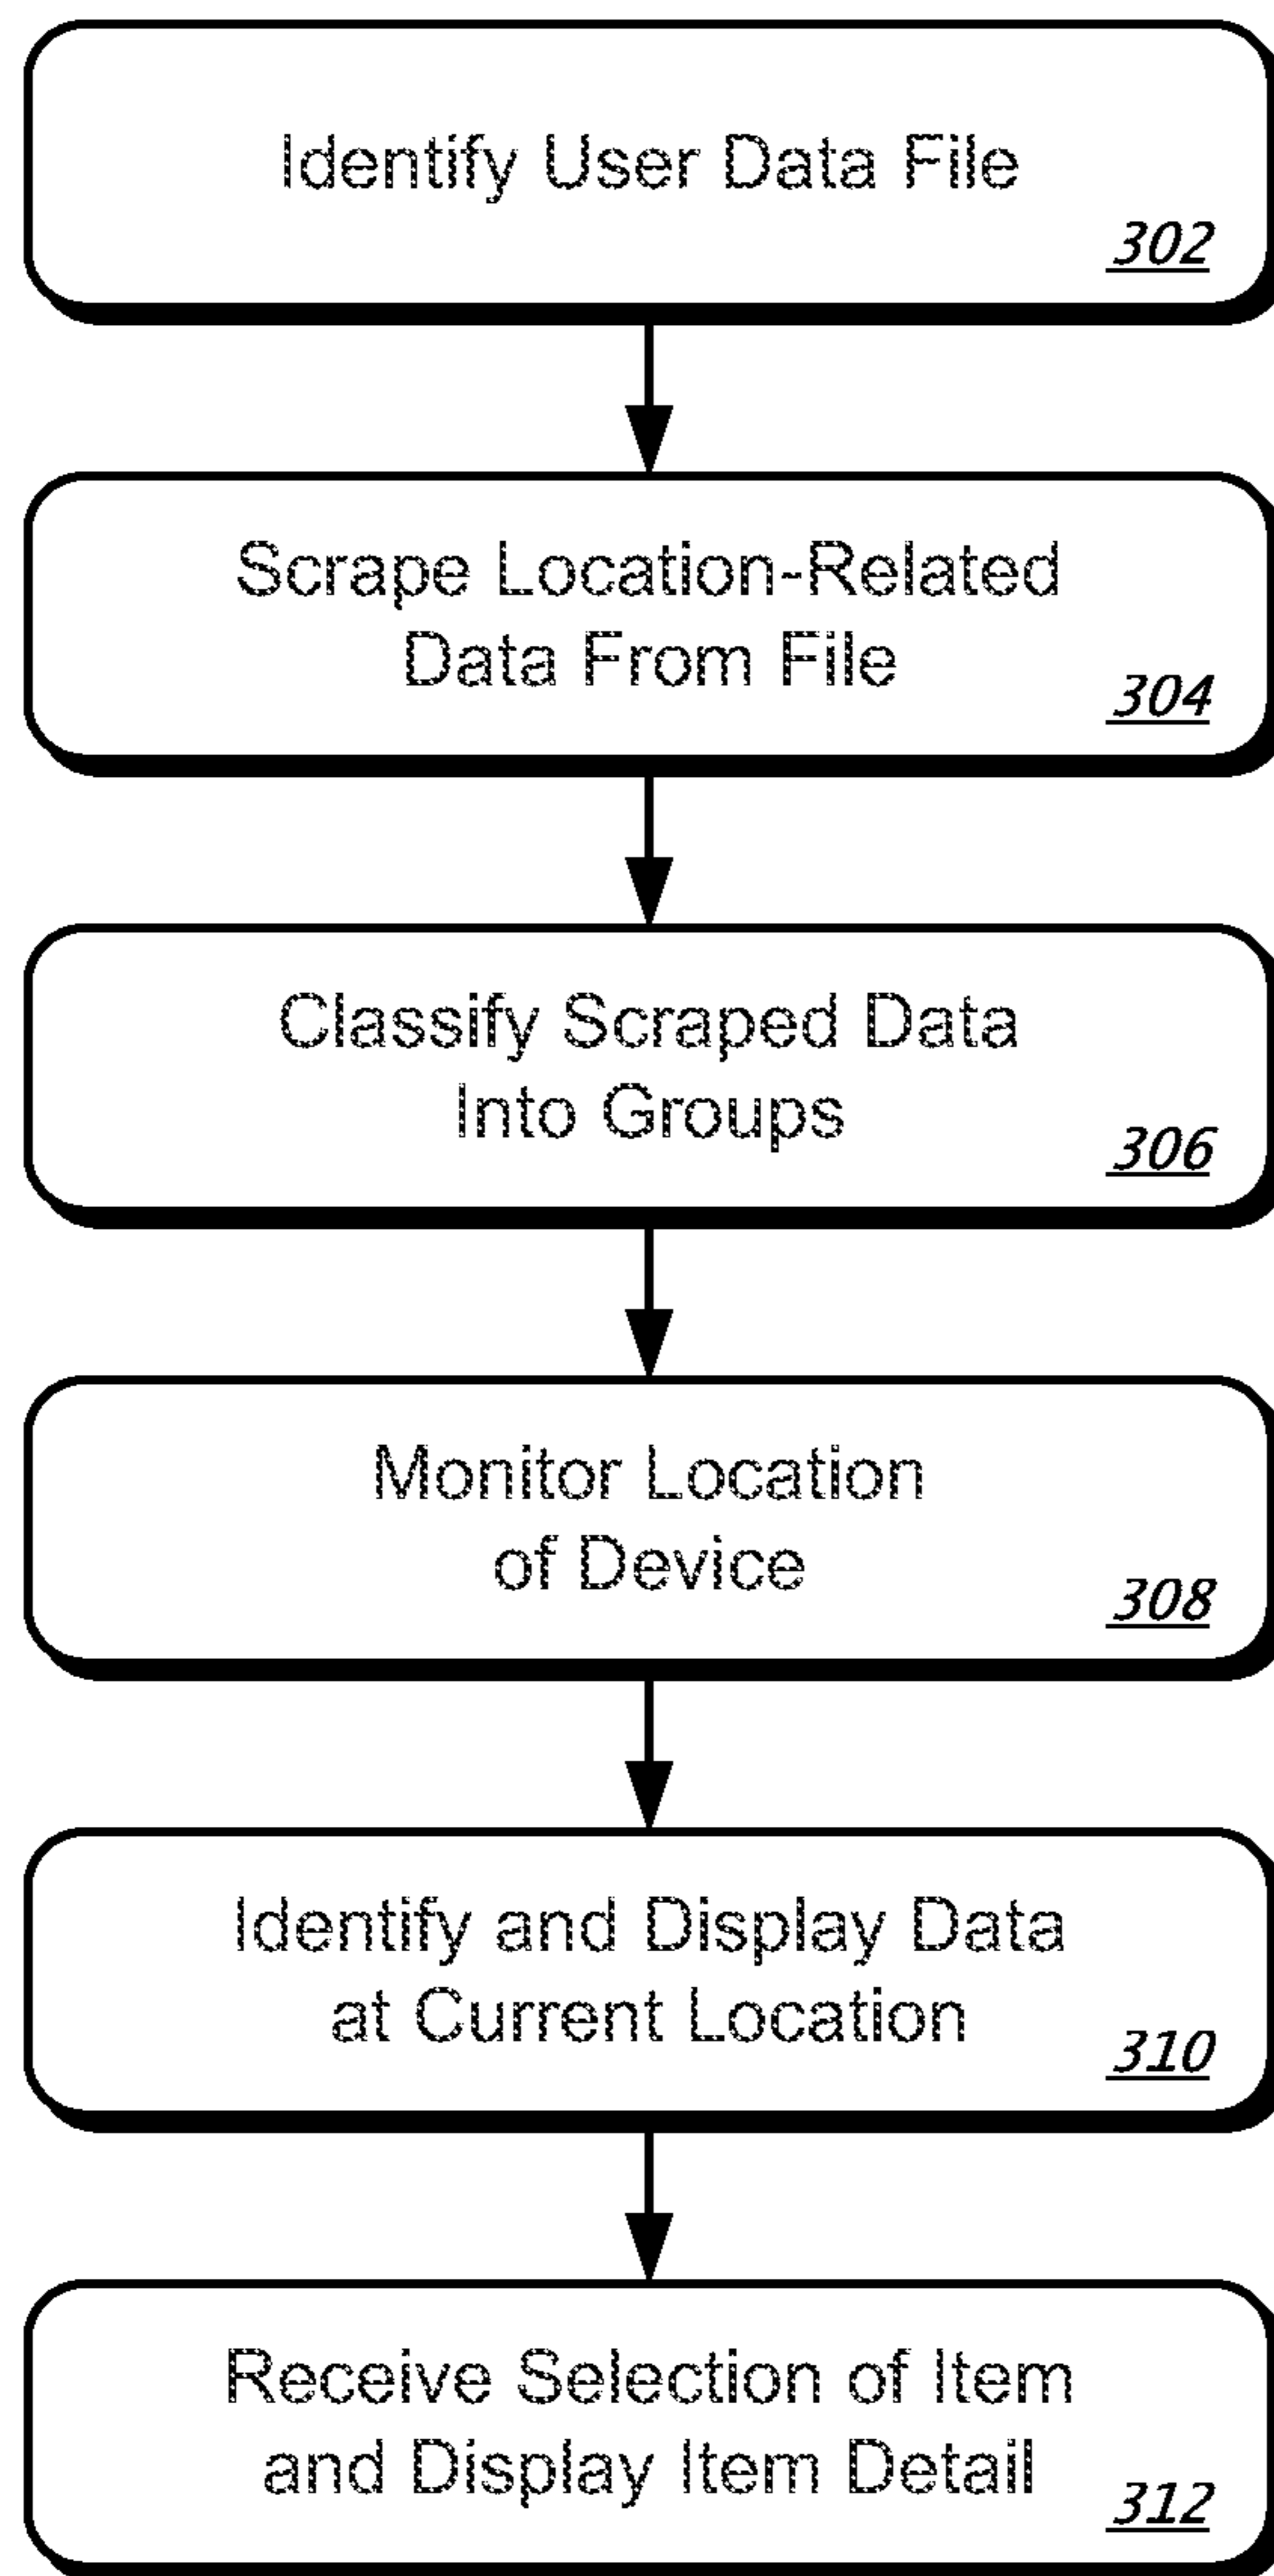 Identify User Data File
302
Scrape Location-Related
Data From File
304
Classify Scraped Data
Into Groups
306
Monitor Location
of Device
308
Identify and Display Data
at Current Location
310
Receive Selection of Item
and Display Item Detail
312